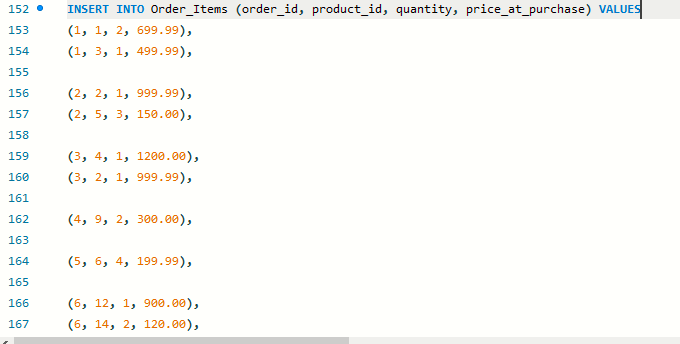 152 INSERT INTO Order_Items (order_id, product_id, quantity, price_at_purchase) VALUES
153 (1, 1, 2, 699.99),
154 (1, 3, 1, 499.99),
155
156 (2, 2, 1, 999.99),
157 (2, 5, 3, 150.00),
158
159 (3, 4, 1, 1200.00),
160 (3, 2, 1, 999.99),
161
162 (4, 9, 2, 300.00),
163
164 (5, 6, 4, 199.99),
165
166 (6, 12, 1, 900.00),
167 (6, 14, 2, 120.00),